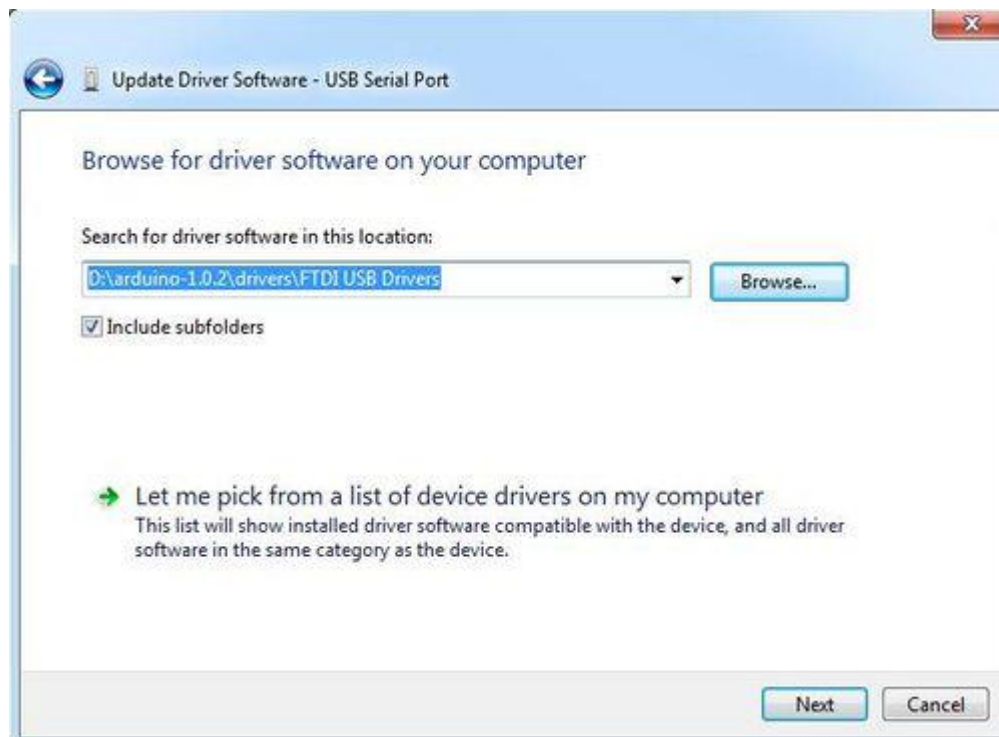 Update Driver Software - USB Serial Port
Browse for driver software on your computer
Search for driver software in this location:
D:\arduino-1.0.2\drivers\FTDI USB Drivers
Browse...
Include subfolders
Let me pick from a list of device drivers on my computer
This list will show installed driver software compatible with the device, and all driver
software in the same category as the device.
Next
Cancel